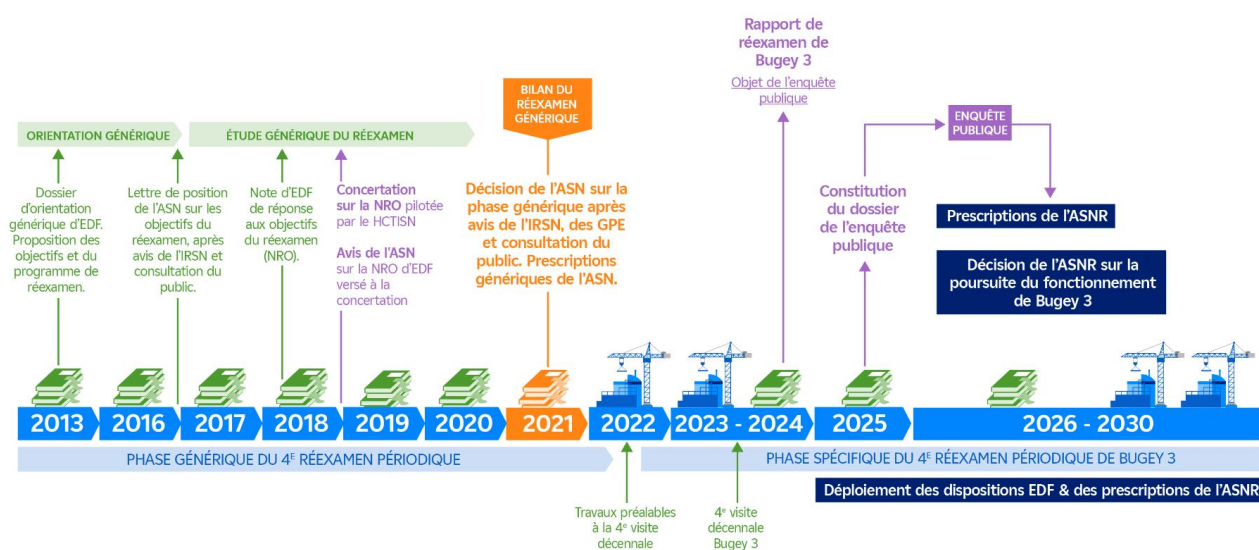 Rapport de
réexamen de
Bugey 3
Objet de l'enquête
publique
BILAN DU
RÉEXAMEN
GÉNÉRIQUE
ENQUÊTE
PUBLIQUE
ORIENTATION GÉNÉRIQUE
ÉTUDE GÉNÉRIQUE DU RÉEXAMEN
Dossier
d'orientation
générique d'EDF.
Proposition des
objectifs et du
programme de
réexamen.
Lettre de position
de l'ASN sur les
objectifs du
réexamen, après
avis de l'IRSN et
consultation du
public.
Note d'EDF
de réponse
aux objectifs
du réexamen
(NRO).
Concertation
sur la NRO pilotée
par le HCTISN
Avis de l'ASN
sur la NRO d'EDF
versé à la
concertation
Décision de l'ASN sur la
phase générique après
avis de l'IRSN, des GPE
et consultation du
public. Prescriptions
génériques de l'ASN.
Constitution
du dossier
de l'enquête
publique
Prescriptions de l'ASNR
Décision de l'ASNR sur la
poursuite du fonctionnement
de Bugey 3
2013
2016
2017
2018
2019
2020
2021
2022
2023 - 2024
2025
2026 - 2030
PHASE GÉNÉRIQUE DU 4E RÉEXAMEN PÉRIODIQUE
PHASE SPÉCIFIQUE DU 4E RÉEXAMEN PÉRIODIQUE DE BUGEY 3
Déploiement des dispositions EDF & des prescriptions de l'ASNR
Travaux préalables
à la 4e visite
décennale
4e visite
décennale
Bugey 3